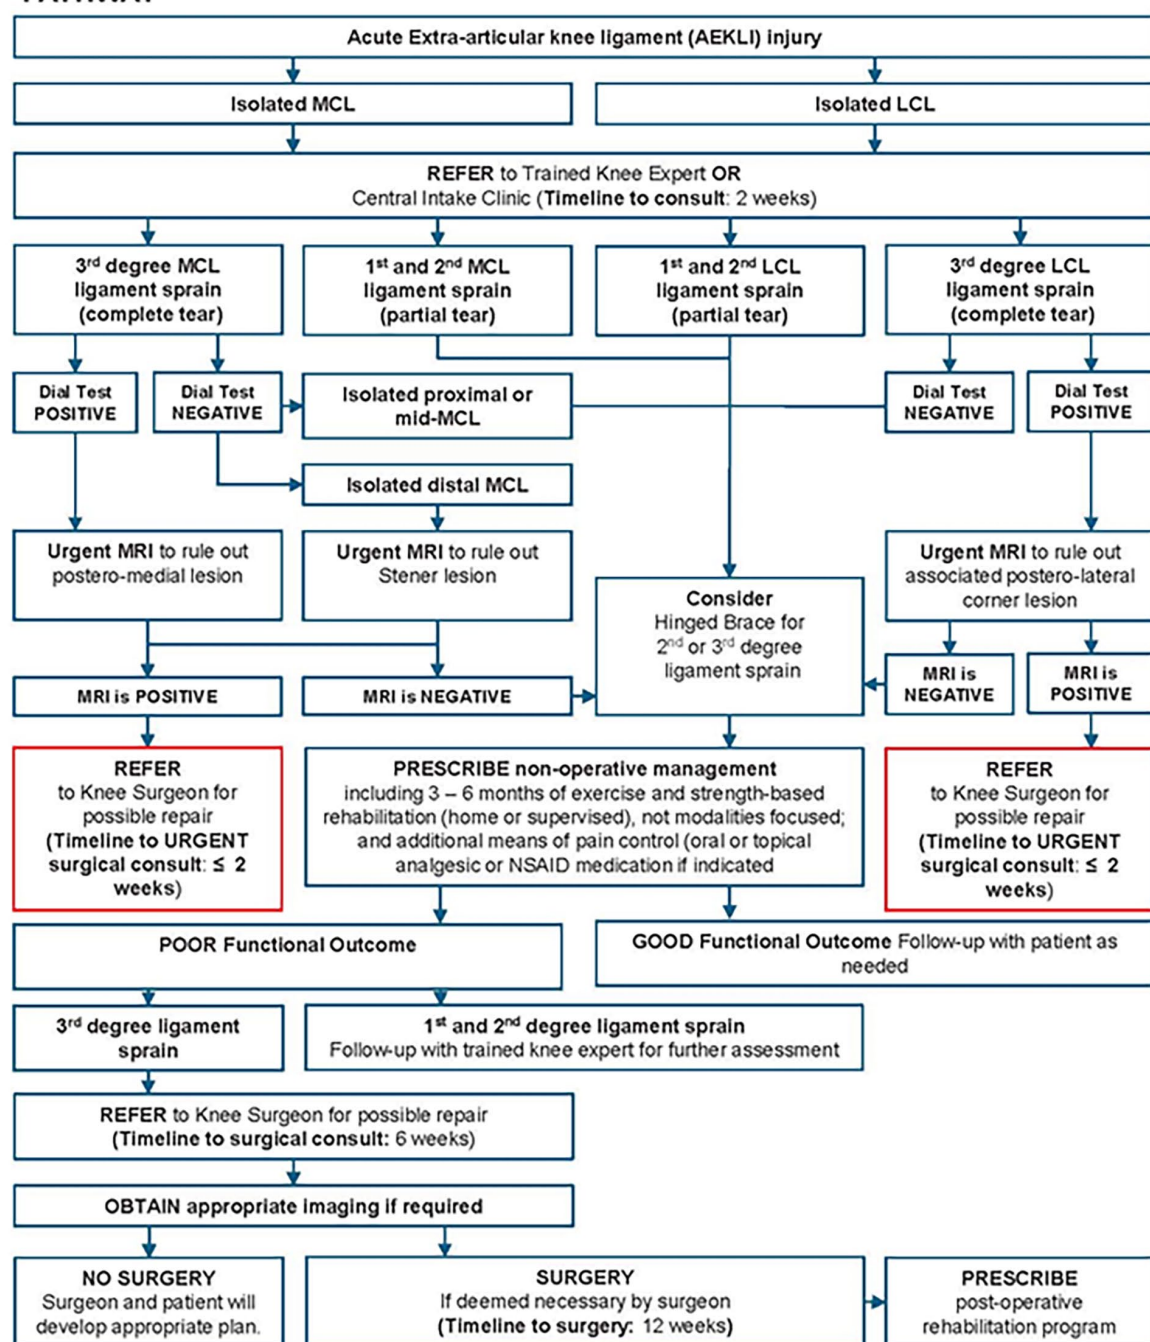 Acute Extra-articular knee ligament (AEKLI) injury
Isolated MCL
Isolated LCL
REFER to Trained Knee Expert OR
Central Intake Clinic (Timeline to consult: 2 weeks)
3rd degree MCL
ligament sprain
(complete tear)
1st and 2nd MCL
ligament sprain
(partial tear)
1st and 2nd LCL
ligament sprain
(partial tear)
3rd degree LCL
ligament sprain
(complete tear)
Dial Test
POSITIVE
Dial Test
NEGATIVE
Isolated proximal or
mid-MCL
Dial Test
NEGATIVE
Dial Test
POSITIVE
Isolated distal MCL
Urgent MRI to rule out
postero-medial lesion
Urgent MRI to rule out
Stener lesion
Consider
Hinged Brace for
2nd or 3rd degree
ligament sprain
Urgent MRI to rule out
associated postero-lateral
corner lesion
MRI is POSITIVE
MRI is NEGATIVE
MRI is
NEGATIVE
MRI is
POSITIVE
REFER
to Knee Surgeon for
possible repair
(Timeline to URGENT
surgical consult: ≤ 2
weeks)
PRESCRIBE non-operative management
including 3 – 6 months of exercise and strength-based
rehabilitation (home or supervised), not modalities focused;
and additional means of pain control (oral or topical
analgesic or NSAID medication if indicated
REFER
to Knee Surgeon for
possible repair
(Timeline to URGENT
surgical consult: ≤ 2
weeks)
POOR Functional Outcome
GOOD Functional Outcome Follow-up with patient as
needed
3rd degree ligament
sprain
1st and 2nd degree ligament sprain
Follow-up with trained knee expert for further assessment
REFER to Knee Surgeon for possible repair
(Timeline to surgical consult: 6 weeks)
OBTAIN appropriate imaging if required
NO SURGERY
Surgeon and patient will
develop appropriate plan.
SURGERY
If deemed necessary by surgeon
(Timeline to surgery: 12 weeks)
PRESCRIBE
post-operative
rehabilitation program